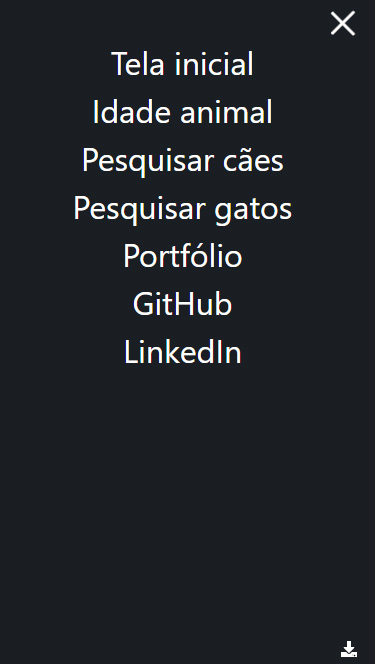 Tela inicial
Idade animal
Pesquisar cães
Pesquisar gatos
Portfólio
GitHub
LinkedIn